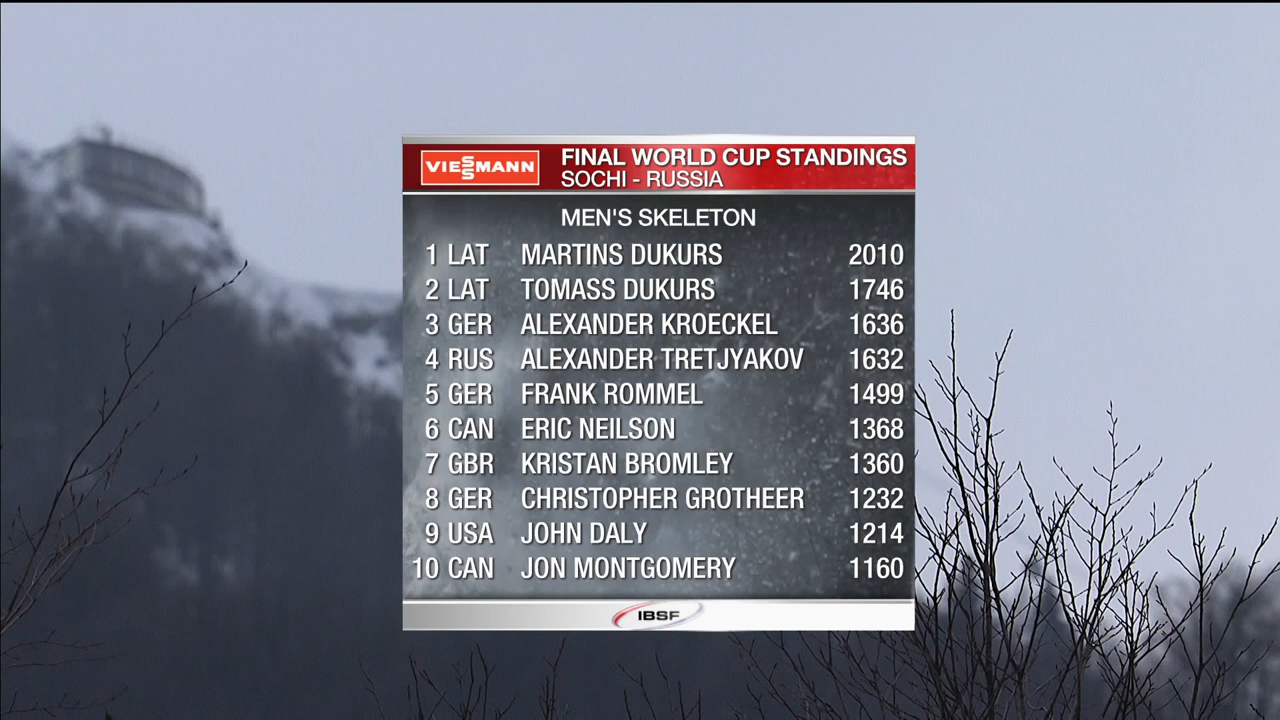 VIESSMANN
FINAL WORLD CUP STANDINGS
SOCHI - RUSSIA
MEN'S SKELETON
1 LAT MARTINS DUKURS 2010
2 LAT TOMASS DUKURS 1746
3 GER ALEXANDER KROECKEL 1636
4 RUS ALEXANDER TRETJYAKOV 1632
5 GER FRANK ROMMEL 1499
6 CAN ERIC NEILSON 1368
7 GBR KRISTAN BROMLEY 1360
8 GER CHRISTOPHER GROTHEER 1232
9 USA JOHN DALY 1214
10 CAN JON MONTGOMERY 1160
IBSF